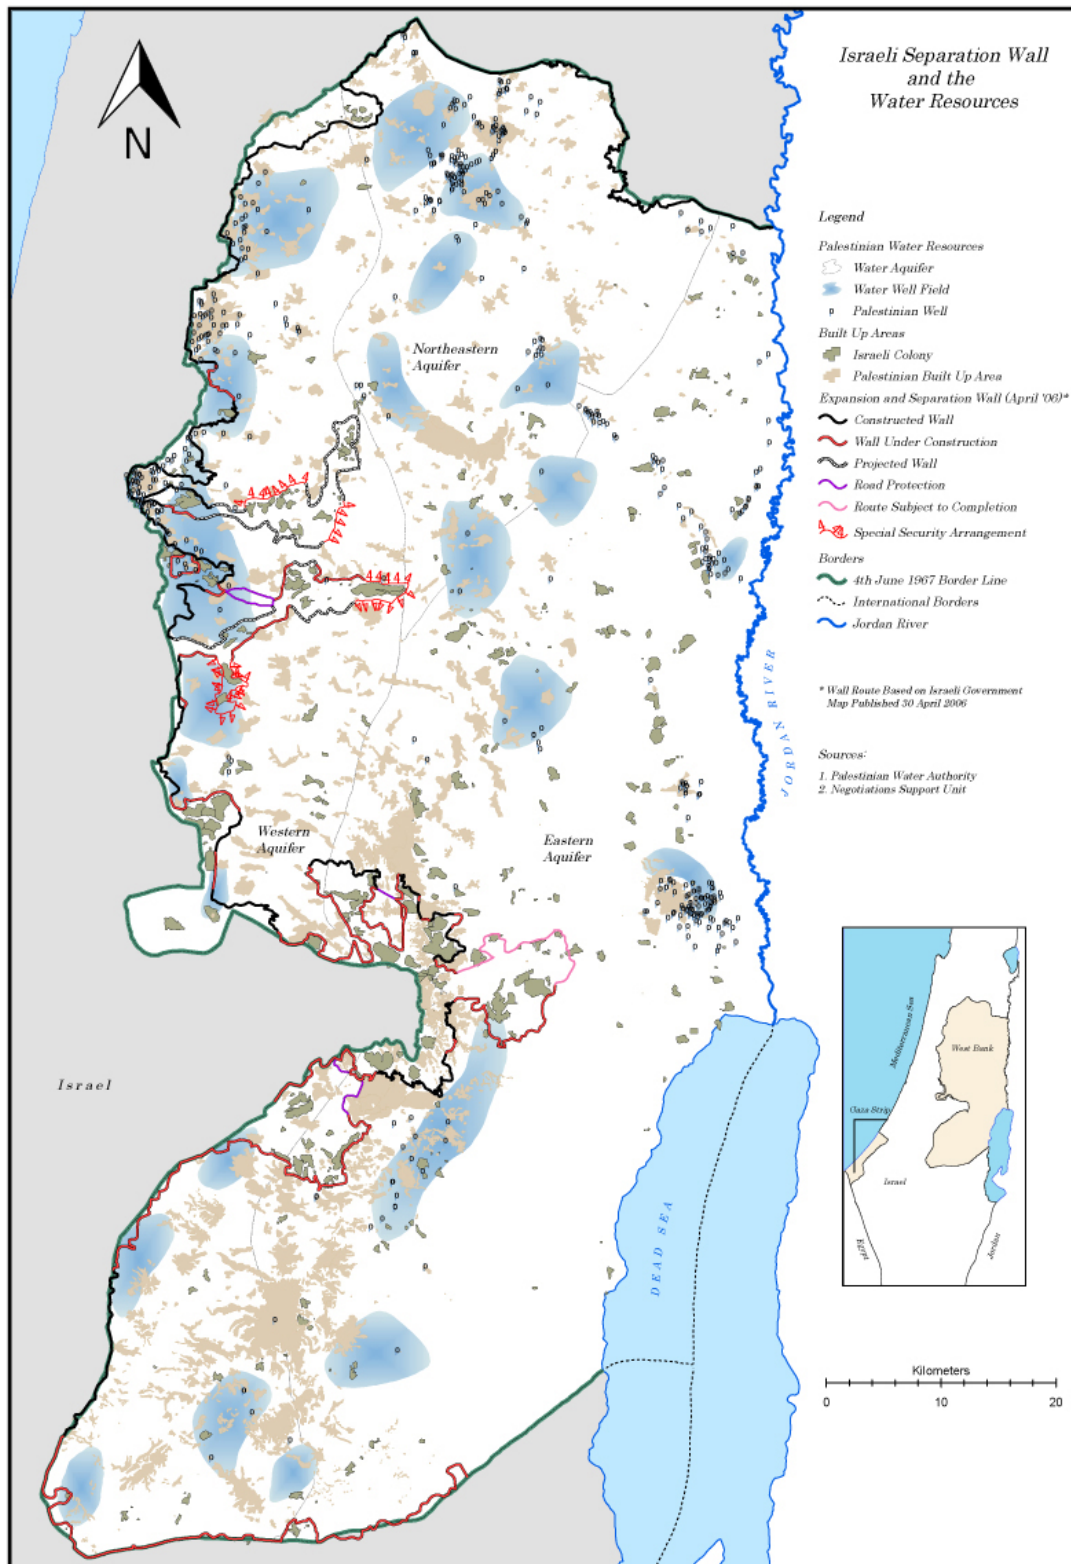 Israeli Separation Wall
and the
Water Resources
N
Legend
Palestinian Water Resources
Water Aquifer
Water Well Field
p Palestinian Well
Built Up Areas
Israeli Colony
Palestinian Built Up Area
Expansion and Separation Wall (April '06)*
Constructed Wall
Wall Under Construction
Projected Wall
Road Protection
Route Subject to Completion
Special Security Arrangement
Borders
4th June 1967 Border Line
International Borders
Jordan River
* Wall Route Based on Israeli Government
Map Published 30 April 2006
Sources:
1. Palestinian Water Authority
2. Negotiations Support Unit
Northeastern
Aquifer
Western
Aquifer
Eastern
Aquifer
JORDAN RIVER
Israel
DEAD SEA
Mediterranean Sea
West Bank
Gaza Strip
Israel
Egypt
Jordan
Kilometers
0 5 10 20